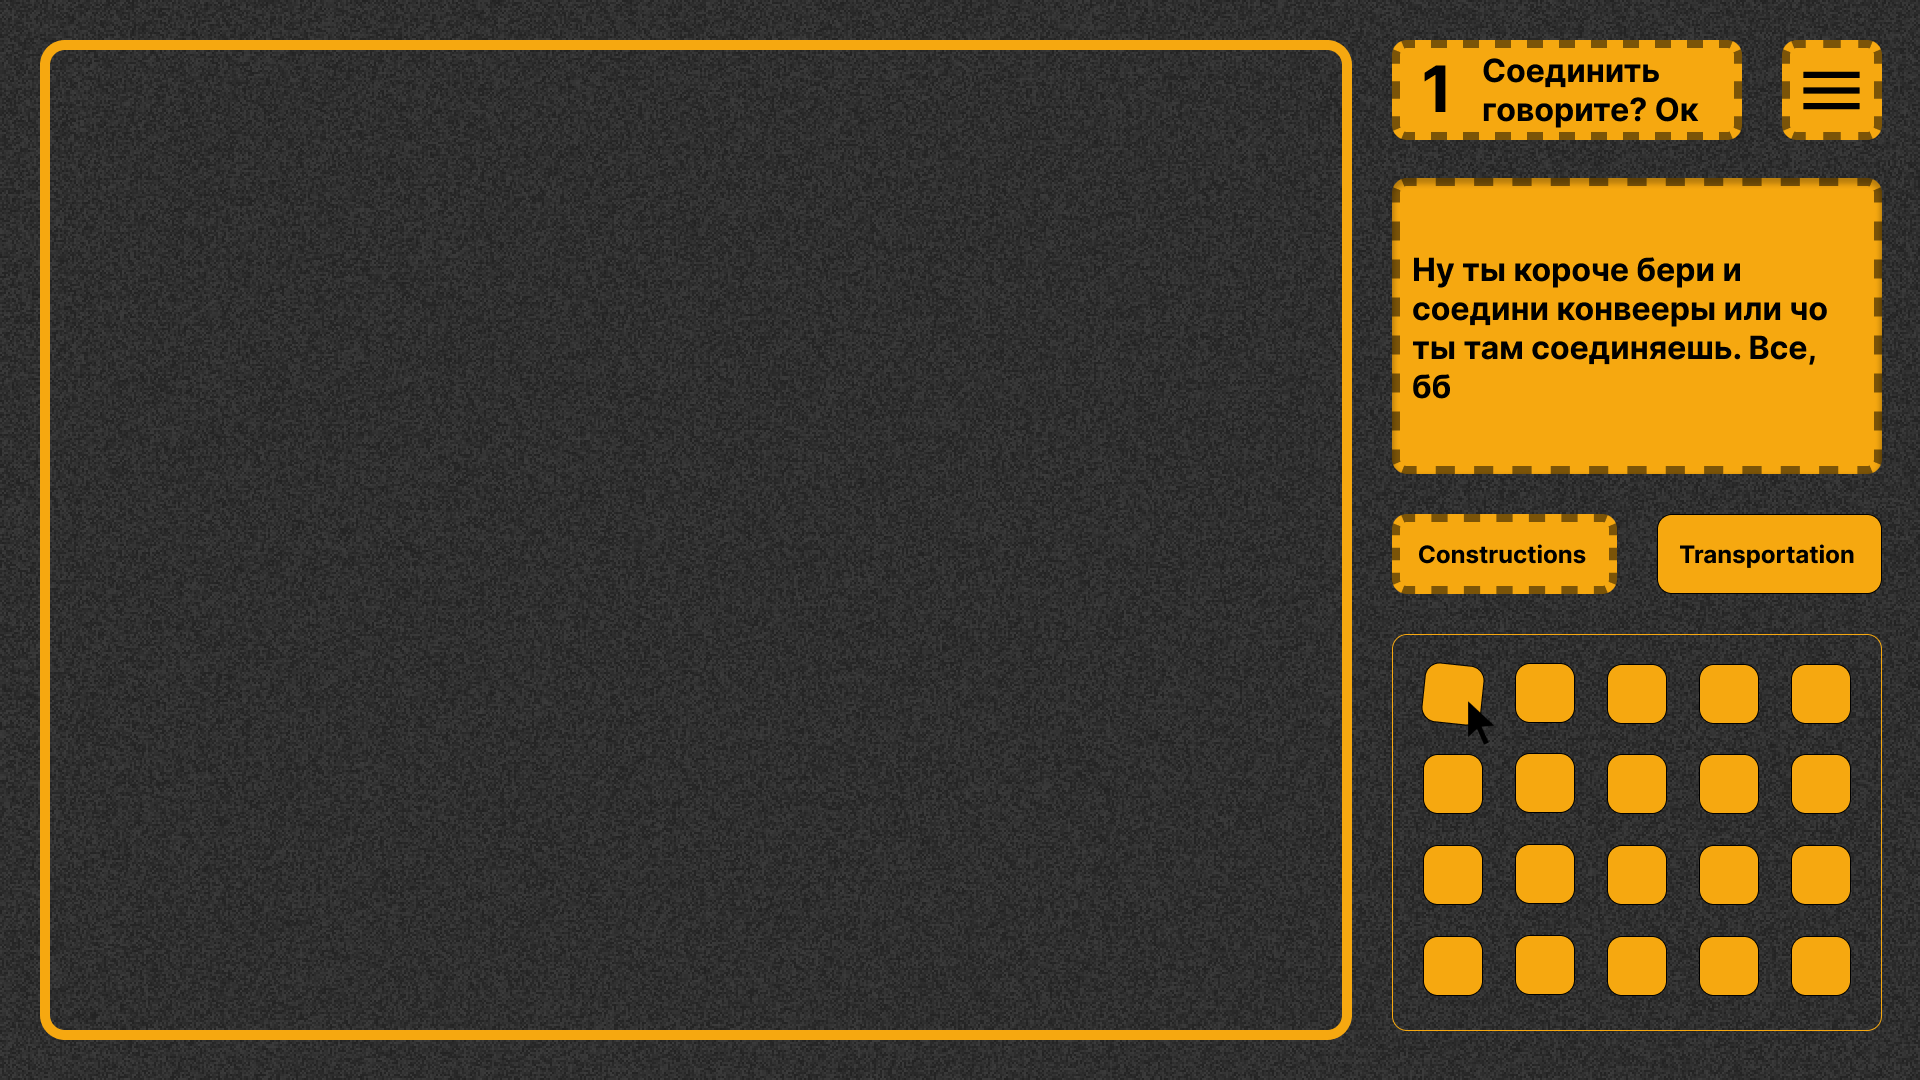 1
Соединить
говорите? Ок
Ну ты короче бери и
соедини конвееры или чо
ты там соединяешь. Все,
бб
Constructions
Transportation